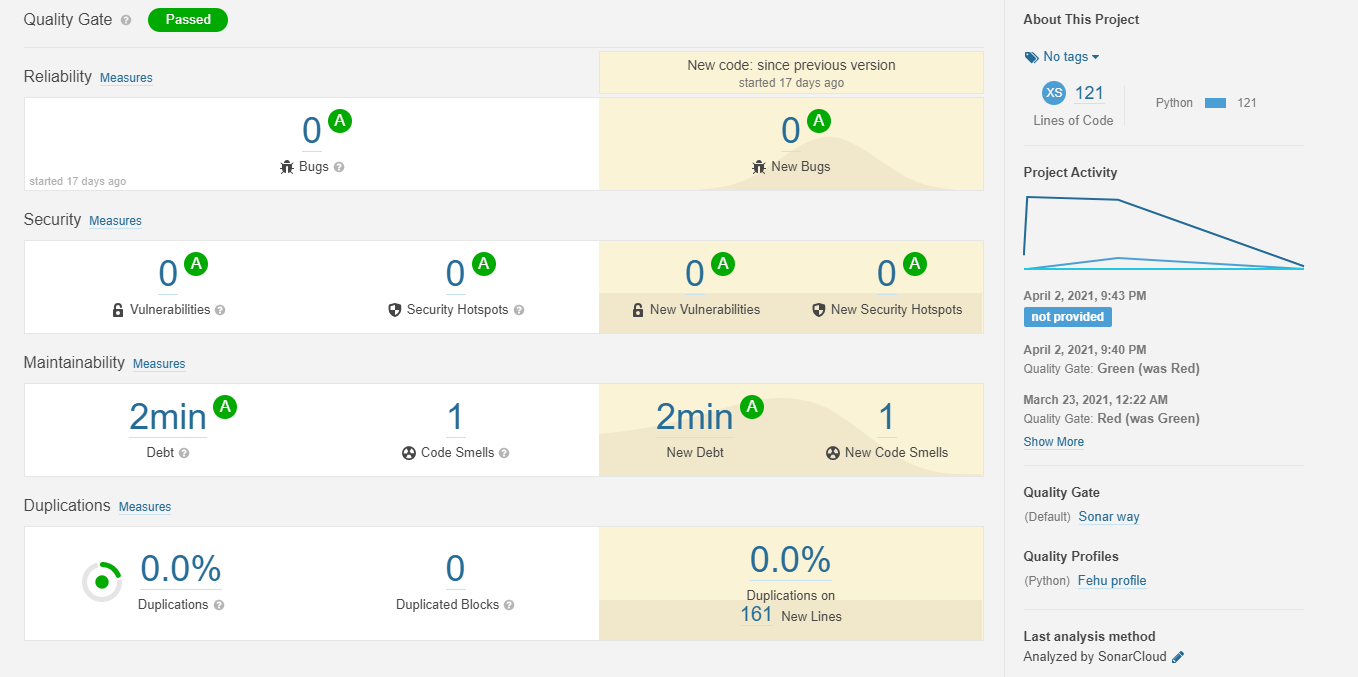 Quality Gate ? Passed
New code: since previous version
started 17 days ago
Reliability Measures
0 A
Bugs ?
started 17 days ago
0 A
New Bugs
Security Measures
0 A
Vulnerabilities ?
0 A
Security Hotspots ?
0 A
New Vulnerabilities
0 A
New Security Hotspots
Maintainability Measures
2min A
Debt ?
1
Code Smells ?
2min A
New Debt
1
New Code Smells
Duplications Measures
0.0%
Duplications ?
0
Duplicated Blocks ?
0.0%
Duplications on
161 New Lines
About This Project
No tags
XS 121
Lines of Code
Python 121
Project Activity
April 2, 2021, 9:43 PM
not provided
April 2, 2021, 9:40 PM
Quality Gate: Green (was Red)
March 23, 2021, 12:22 AM
Quality Gate: Red (was Green)
Show More
Quality Gate
(Default) Sonar way
Quality Profiles
(Python) Fehu profile
Last analysis method
Analyzed by SonarCloud